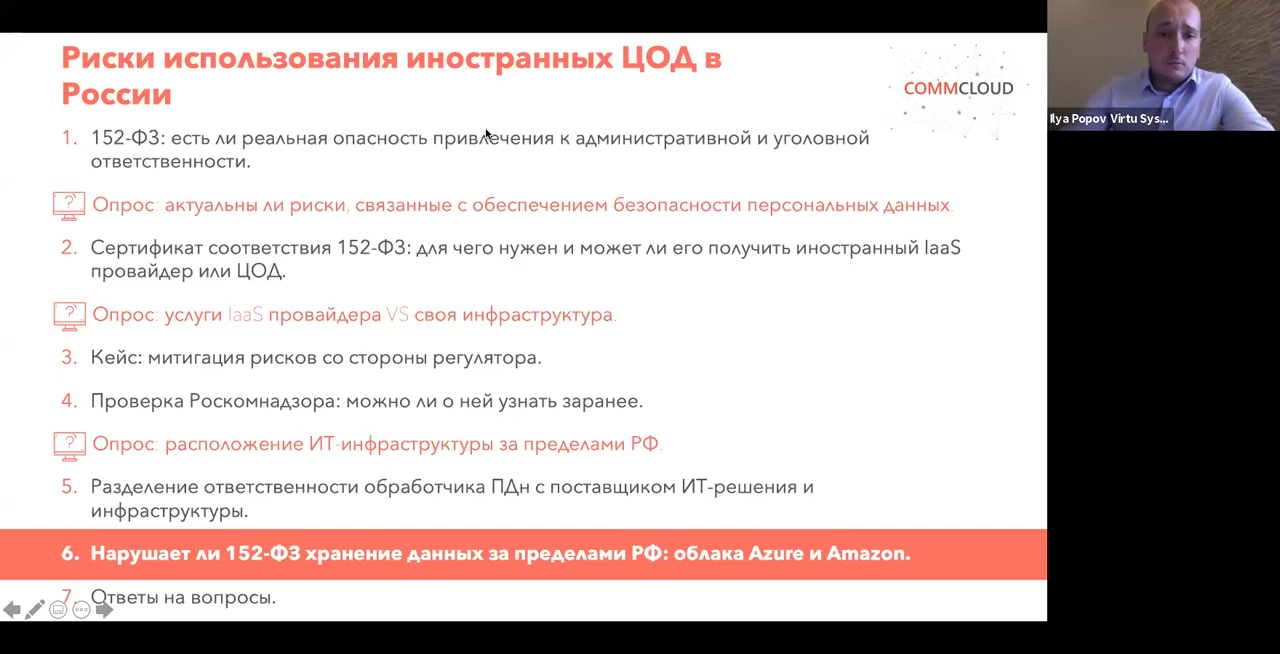 Риски использования иностранных ЦОД в
России
COMMCLOUD
Ilya Popov Virtu Sys...
1. 152-ФЗ: есть ли реальная опасность привлечения к административной и уголовной
ответственности.
? Опрос: актуальны ли риски, связанные с обеспечением безопасности персональных данных.
2. Сертификат соответствия 152-ФЗ: для чего нужен и может ли его получить иностранный IaaS
провайдер или ЦОД.
? Опрос: услуги IaaS провайдера VS своя инфраструктура.
3. Кейс: митигация рисков со стороны регулятора.
4. Проверка Роскомнадзора: можно ли о ней узнать заранее.
? Опрос: расположение ИТ-инфраструктуры за пределами РФ.
5. Разделение ответственности обработчика ПДн с поставщиком ИТ-решения и
инфраструктуры.
6. Нарушает ли 152-ФЗ хранение данных за пределами РФ: облака Azure и Amazon.
7. Ответы на вопросы.